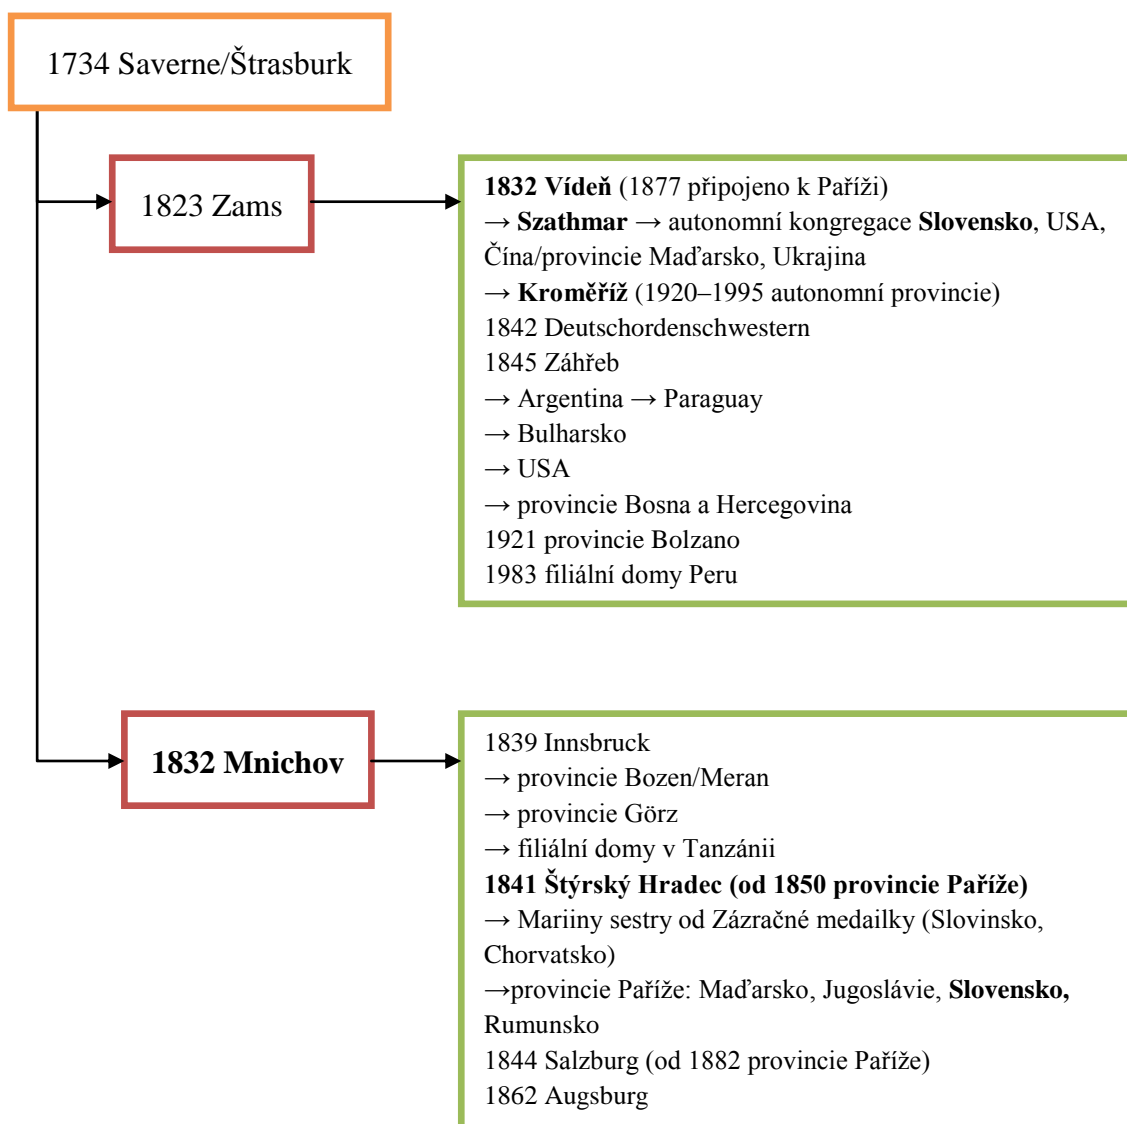 1734 Saverne/Štrasburk
1823 Zams
1832 Vídeň (1877 připojeno k Paříži)
→ Szathmar → autonomní kongregace Slovensko, USA,
Čína/provincie Maďarsko, Ukrajina
→ Kroměříž (1920–1995 autonomní provincie)
1842 Deutschordenschwestern
1845 Záhřeb
→ Argentina → Paraguay
→ Bulharsko
→ USA
→ provincie Bosna a Hercegovina
1921 provincie Bolzano
1983 filiální domy Peru
1832 Mnichov
1839 Innsbruck
→ provincie Bozen/Meran
→ provincie Görz
→ filiální domy v Tanzánii
1841 Štýrský Hradec (od 1850 provincie Paříže)
→ Mariiny sestry od Zázračné medailky (Slovinsko,
Chorvatsko)
→provincie Paříže: Maďarsko, Jugoslávie, Slovensko,
Rumunsko
1844 Salzburg (od 1882 provincie Paříže)
1862 Augsburg